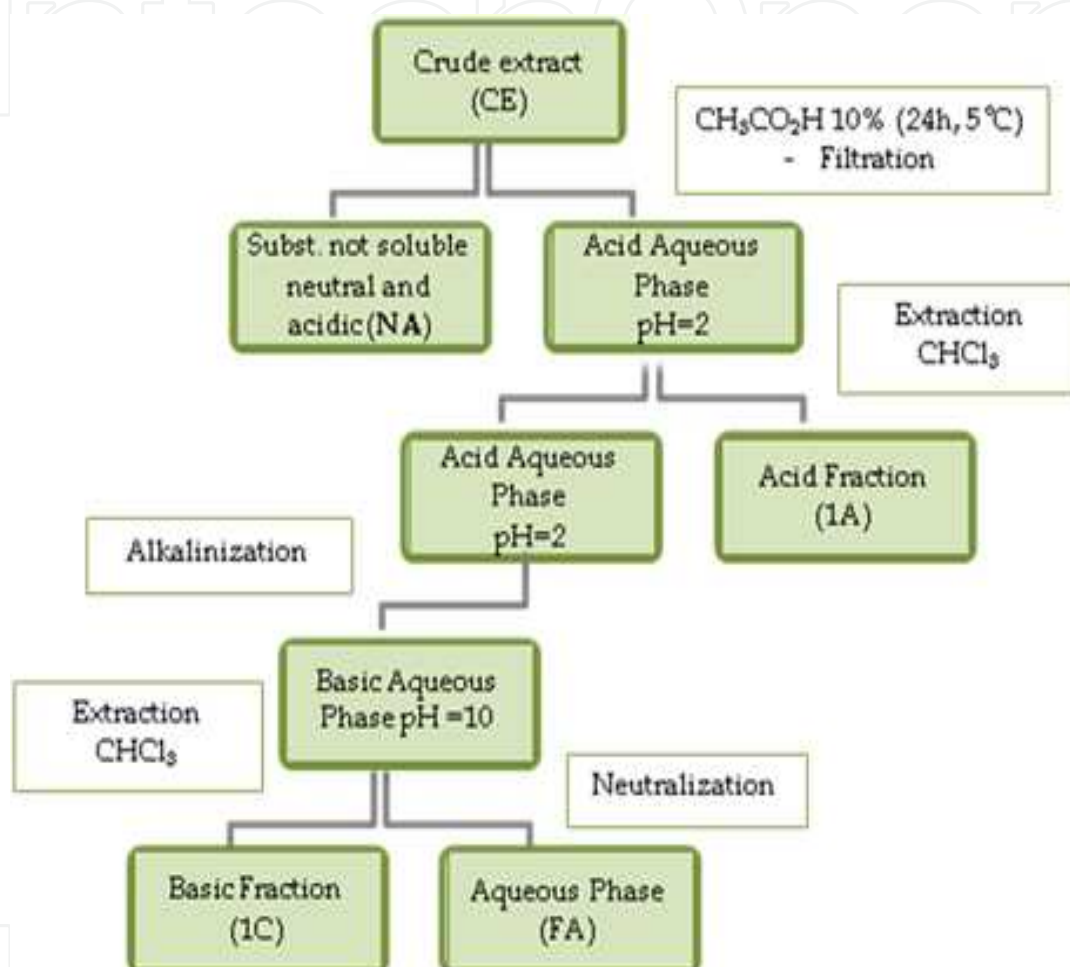 Crude extract
(CE)
CH₃CO₂H 10% (24h, 5°C)
- Filtration
Subst. not soluble
neutral and
acidic (NA)
Acid Aqueous
Phase
pH=2
Extraction
CHCl₃
Acid Aqueous
Phase
pH=2
Acid Fraction
(1A)
Alkalinization
Basic Aqueous
Phase pH =10
Extraction
CHCl₃
Neutralization
Basic Fraction
(1C)
Aqueous Phase
(FA)